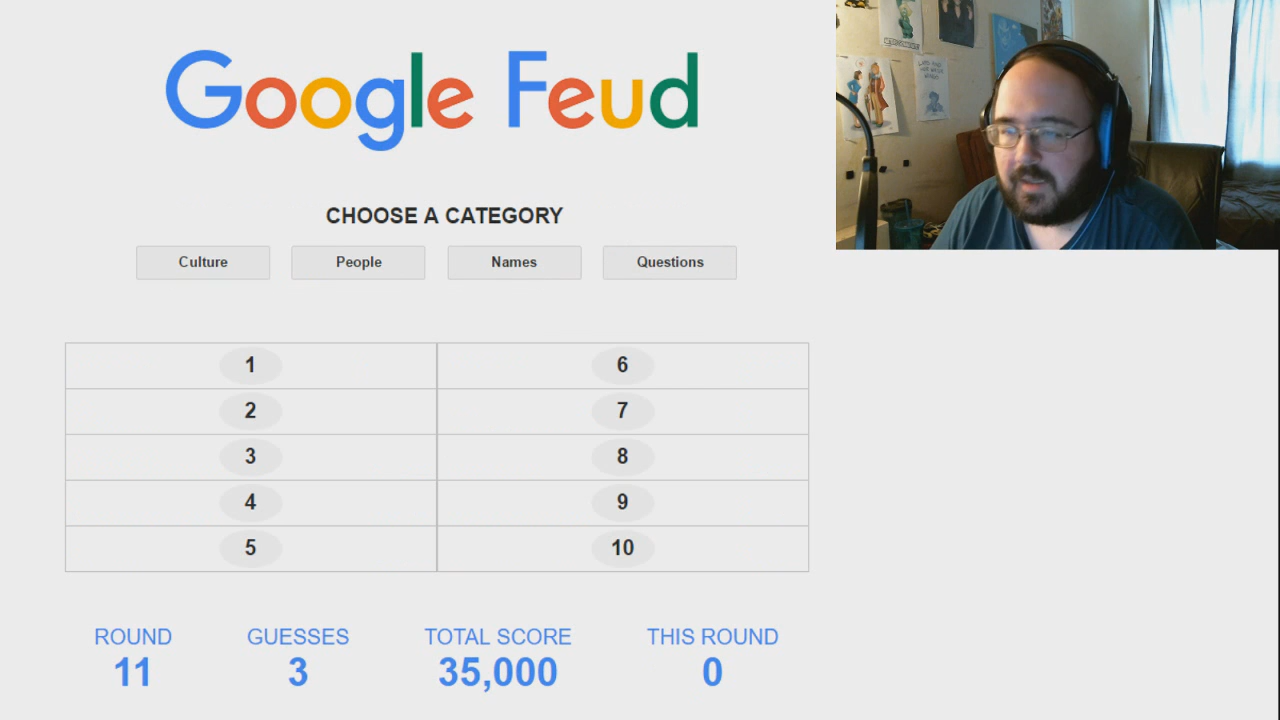 Google Feud
CHOOSE A CATEGORY
Culture People Names Questions
1 6
2 7
3 8
4 9
5 10
ROUND GUESSES TOTAL SCORE THIS ROUND
11 3 35,000 0